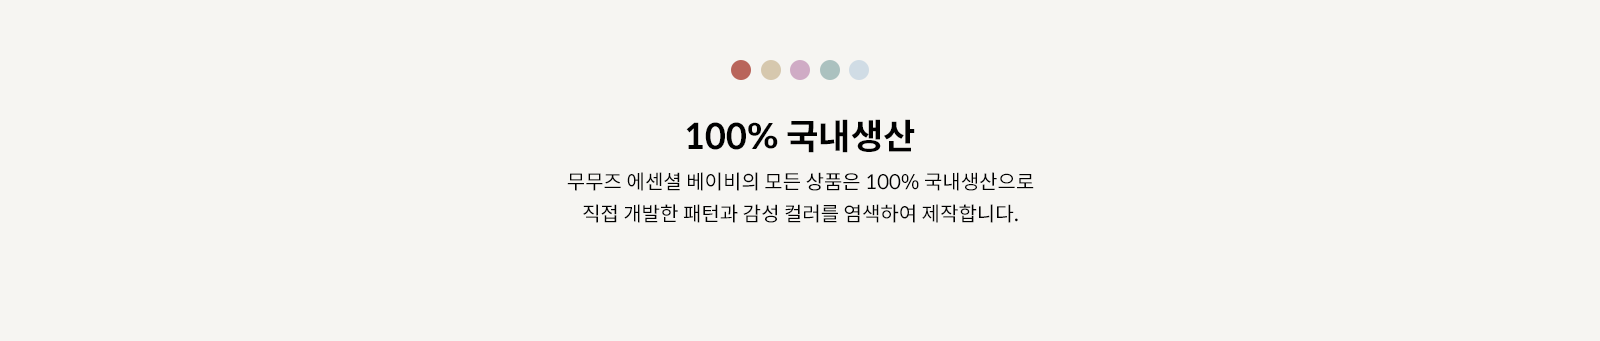 100% 국내생산
무무즈 에센셜 베이비의 모든 상품은 100% 국내생산으로
직접 개발한 패턴과 감성 컬러를 염색하여 제작합니다.